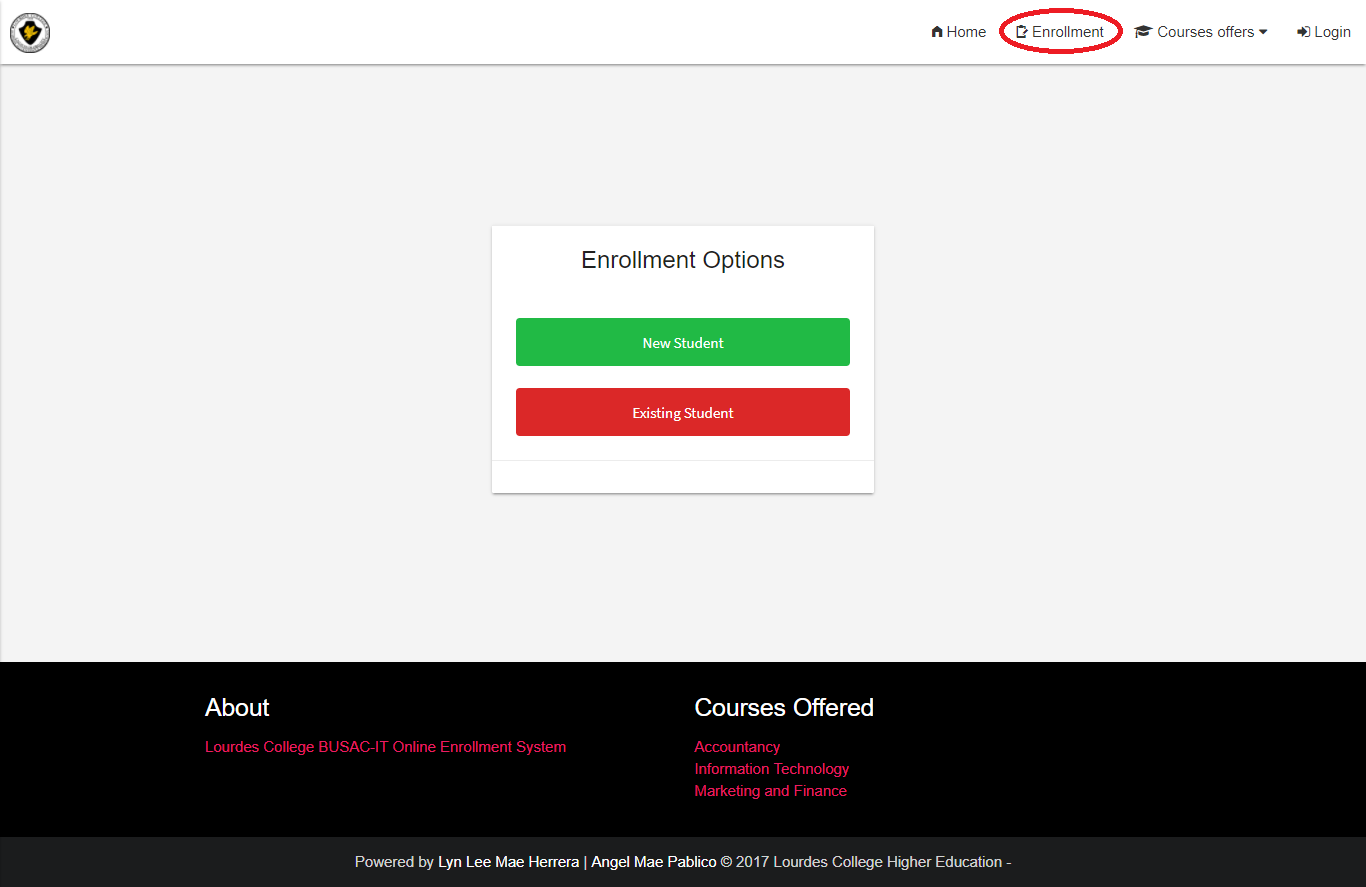 Home Enrollment Courses offers Login
Enrollment Options
New Student
Existing Student
About
Lourdes College BUSAC-IT Online Enrollment System
Courses Offered
Accountancy
Information Technology
Marketing and Finance
Powered by Lyn Lee Mae Herrera | Angel Mae Pablico © 2017 Lourdes College Higher Education -